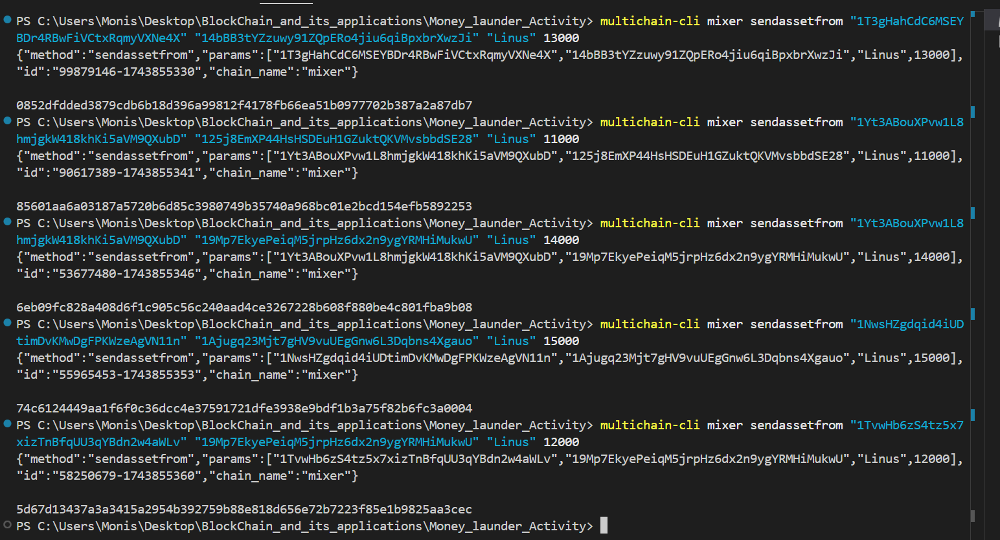 PS C:\Users\Monis\Desktop\BlockChain_and_its_applications\Money_launder_Activity> multichain-cli mixer sendassetfrom "1T3gHahCdC6MSEY
BDr4RBwFiVCtxRqmyVXNe4X" "14bBB3tYZzuwy91ZQpERo4jiu6qiBpxbrXwzJi" "Linus" 13000
{"method":"sendassetfrom","params":["1T3gHahCdC6MSEYBDr4RBwFiVCtxRqmyVXNe4X","14bBB3tYZzuwy91ZQpERo4jiu6qiBpxbrXwzJi","Linus",13000],
"id":"99879146-1743855330","chain_name":"mixer"}
0852dfdded3879cdb6b18d396a99812f4178fb66ea51b0977702b387a2a87db7
PS C:\Users\Monis\Desktop\BlockChain_and_its_applications\Money_launder_Activity> multichain-cli mixer sendassetfrom "1Yt3ABouXPvw1L8
hmjgkW418khKi5aVM9QXubD" "125j8EmXP44HsHSDEuH1GZuktQKVMvsbbdSE28" "Linus" 11000
{"method":"sendassetfrom","params":["1Yt3ABouXPvw1L8hmjgkW418khKi5aVM9QXubD","125j8EmXP44HsHSDEuH1GZuktQKVMvsbbdSE28","Linus",11000],
"id":"90617389-1743855341","chain_name":"mixer"}
85601aa6a03187a5720b6d85c3980749b35740a968bc01e2bcd154efb5892253
PS C:\Users\Monis\Desktop\BlockChain_and_its_applications\Money_launder_Activity> multichain-cli mixer sendassetfrom "1Yt3ABouXPvw1L8
hmjgkW418khKi5aVM9QXubD" "19Mp7EkyePeiqM5jrpHz6dx2n9ygYRMHiMukwU" "Linus" 14000
{"method":"sendassetfrom","params":["1Yt3ABouXPvw1L8hmjgkW418khKi5aVM9QXubD","19Mp7EkyePeiqM5jrpHz6dx2n9ygYRMHiMukwU","Linus",14000],
"id":"53677480-1743855346","chain_name":"mixer"}
6eb09fc828a408d6f1c905c56c240aad4ce3267228b608f880be4c801fba9b08
PS C:\Users\Monis\Desktop\BlockChain_and_its_applications\Money_launder_Activity> multichain-cli mixer sendassetfrom "1NwsHZgdqid4iUD
timDvKMwDgFPKWzeAgVN11n" "1Ajugq23Mjt7gHV9vuUEgGnw6L3Dqbns4Xgauo" "Linus" 15000
{"method":"sendassetfrom","params":["1NwsHZgdqid4iUDtimDvKMwDgFPKWzeAgVN11n","1Ajugq23Mjt7gHV9vuUEgGnw6L3Dqbns4Xgauo","Linus",15000],
"id":"55965453-1743855353","chain_name":"mixer"}
74c6124449aa1f6f0c36dcc4e37591721dfe3938e9bdf1b3a75f82b6fc3a0004
PS C:\Users\Monis\Desktop\BlockChain_and_its_applications\Money_launder_Activity> multichain-cli mixer sendassetfrom "1TvwHb6zS4tz5x7
xizTnBfqUU3qYBdn2w4aWLv" "19Mp7EkyePeiqM5jrpHz6dx2n9ygYRMHiMukwU" "Linus" 12000
{"method":"sendassetfrom","params":["1TvwHb6zS4tz5x7xizTnBfqUU3qYBdn2w4aWLv","19Mp7EkyePeiqM5jrpHz6dx2n9ygYRMHiMukwU","Linus",12000],
"id":"58250679-1743855360","chain_name":"mixer"}
5d67d13437a3a3415a2954b392759b88e818d656e72b7223f85e1b9825aa3cec
PS C:\Users\Monis\Desktop\BlockChain_and_its_applications\Money_launder_Activity>